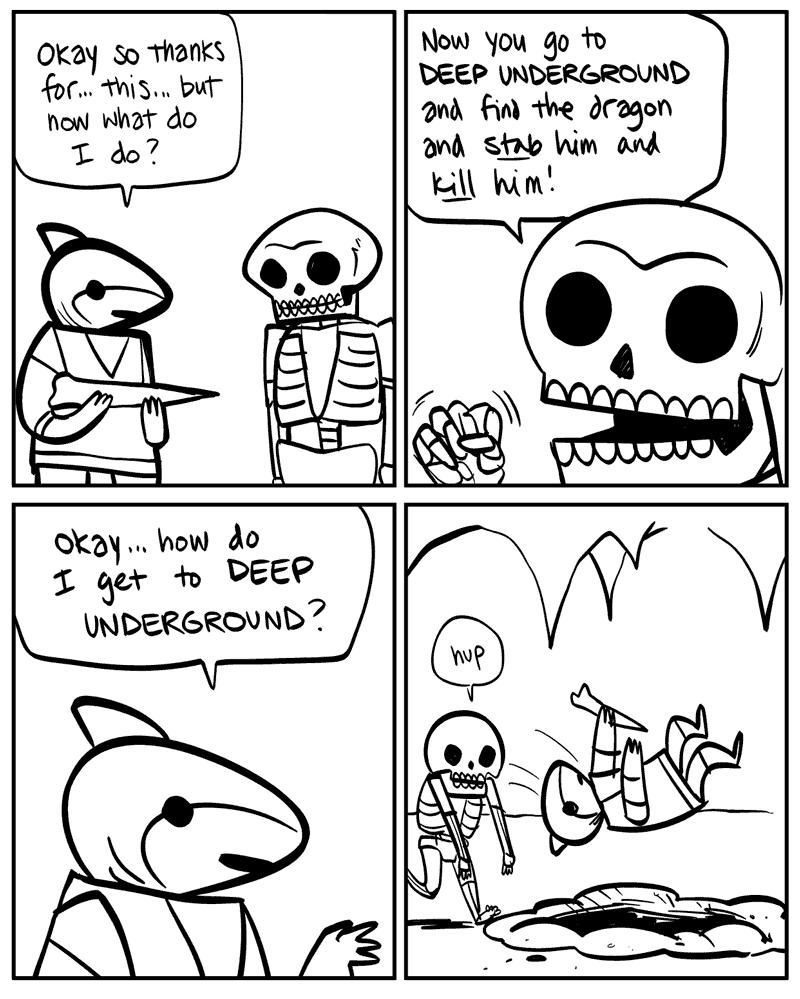 Okay so thanks
for... this... but
now what do
I do?
Now you go to
DEEP UNDERGROUND
and find the dragon
and stab him and
kill him!
Okay... how do
I get to DEEP
UNDERGROUND?
hup